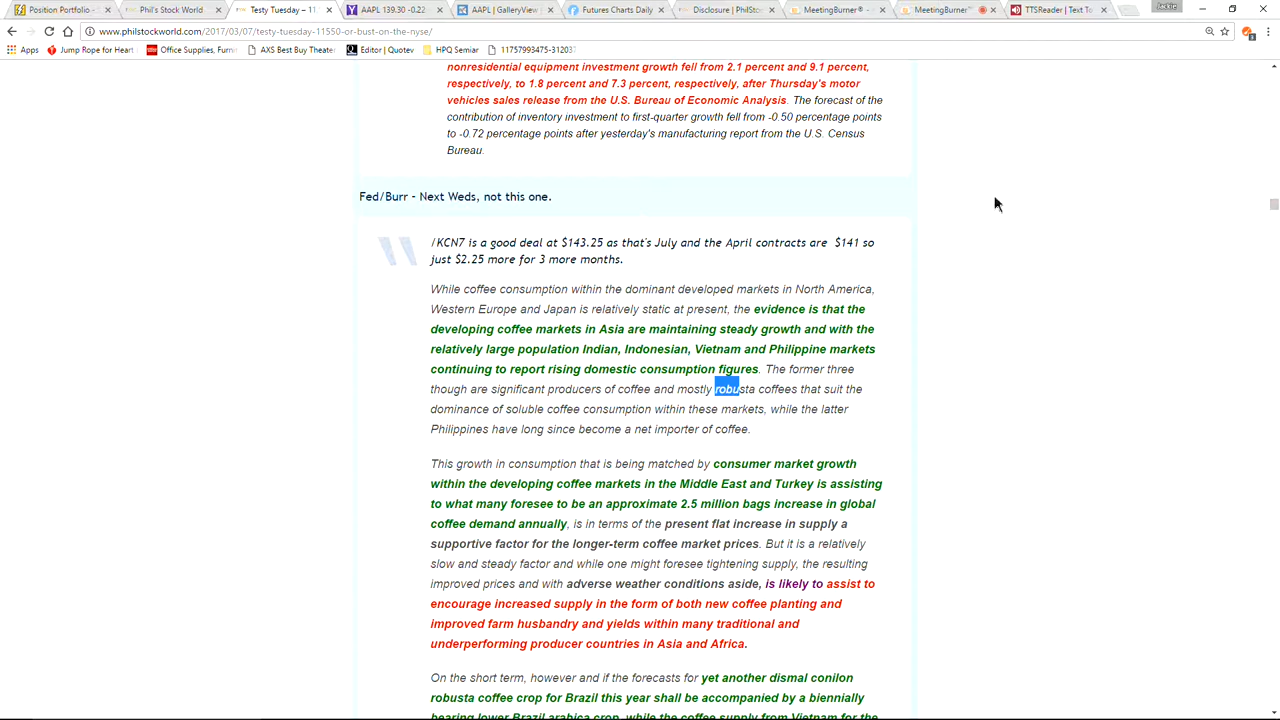 Position Portfolio -
Phil's Stock World
Testy Tuesday – 11
AAPL 139.30 -0.22
AAPL | GalleryView |
Futures Charts Daily
Disclosure | PhilSto
MeetingBurner® -
MeetingBurner™
TTSReader | Text To
Jackie
www.philstockworld.com/2017/03/07/testy-tuesday-11550-or-bust-on-the-nyse/
Apps
Jump Rope for Heart
Office Supplies, Furn
AXS Best Buy Theater
Editor | Quotev
HPQ Semiar
11757993475-31203
nonresidential equipment investment growth fell from 2.1 percent and 9.1 percent,
respectively, to 1.8 percent and 7.3 percent, respectively, after Thursday's motor
vehicles sales release from the U.S. Bureau of Economic Analysis. The forecast of the
contribution of inventory investment to first-quarter growth fell from -0.50 percentage points
to -0.72 percentage points after yesterday's manufacturing report from the U.S. Census
Bureau.
Fed/Burr – Next Weds, not this one.
/KCN7 is a good deal at $143.25 as that's July and the April contracts are $141 so
just $2.25 more for 3 more months.
While coffee consumption within the dominant developed markets in North America,
Western Europe and Japan is relatively static at present, the evidence is that the
developing coffee markets in Asia are maintaining steady growth and with the
relatively large population Indian, Indonesian, Vietnam and Philippine markets
continuing to report rising domestic consumption figures. The former three
though are significant producers of coffee and mostly robusta coffees that suit the
dominance of soluble coffee consumption within these markets, while the latter
Philippines have long since become a net importer of coffee.
This growth in consumption that is being matched by consumer market growth
within the developing coffee markets in the Middle East and Turkey is assisting
to what many foresee to be an approximate 2.5 million bags increase in global
coffee demand annually, is in terms of the present flat increase in supply a
supportive factor for the longer-term coffee market prices. But it is a relatively
slow and steady factor and while one might foresee tightening supply, the resulting
improved prices and with adverse weather conditions aside, is likely to assist to
encourage increased supply in the form of both new coffee planting and
improved farm husbandry and yields within many traditional and
underperforming producer countries in Asia and Africa.
On the short term, however and if the forecasts for yet another dismal conilon
robusta coffee crop for Brazil this year shall be accompanied by a biennially
bearing lower Brazil arabica crop, while the coffee supply from Vietnam for the